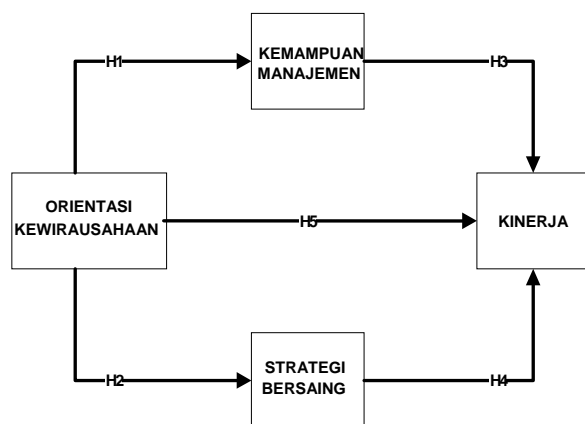 KEMAMPUAN
MANAJEMEN
H1
H3
ORIENTASI
KEWIRAUSAHAAN
H5
KINERJA
STRATEGI
BERSAING
H2
H4